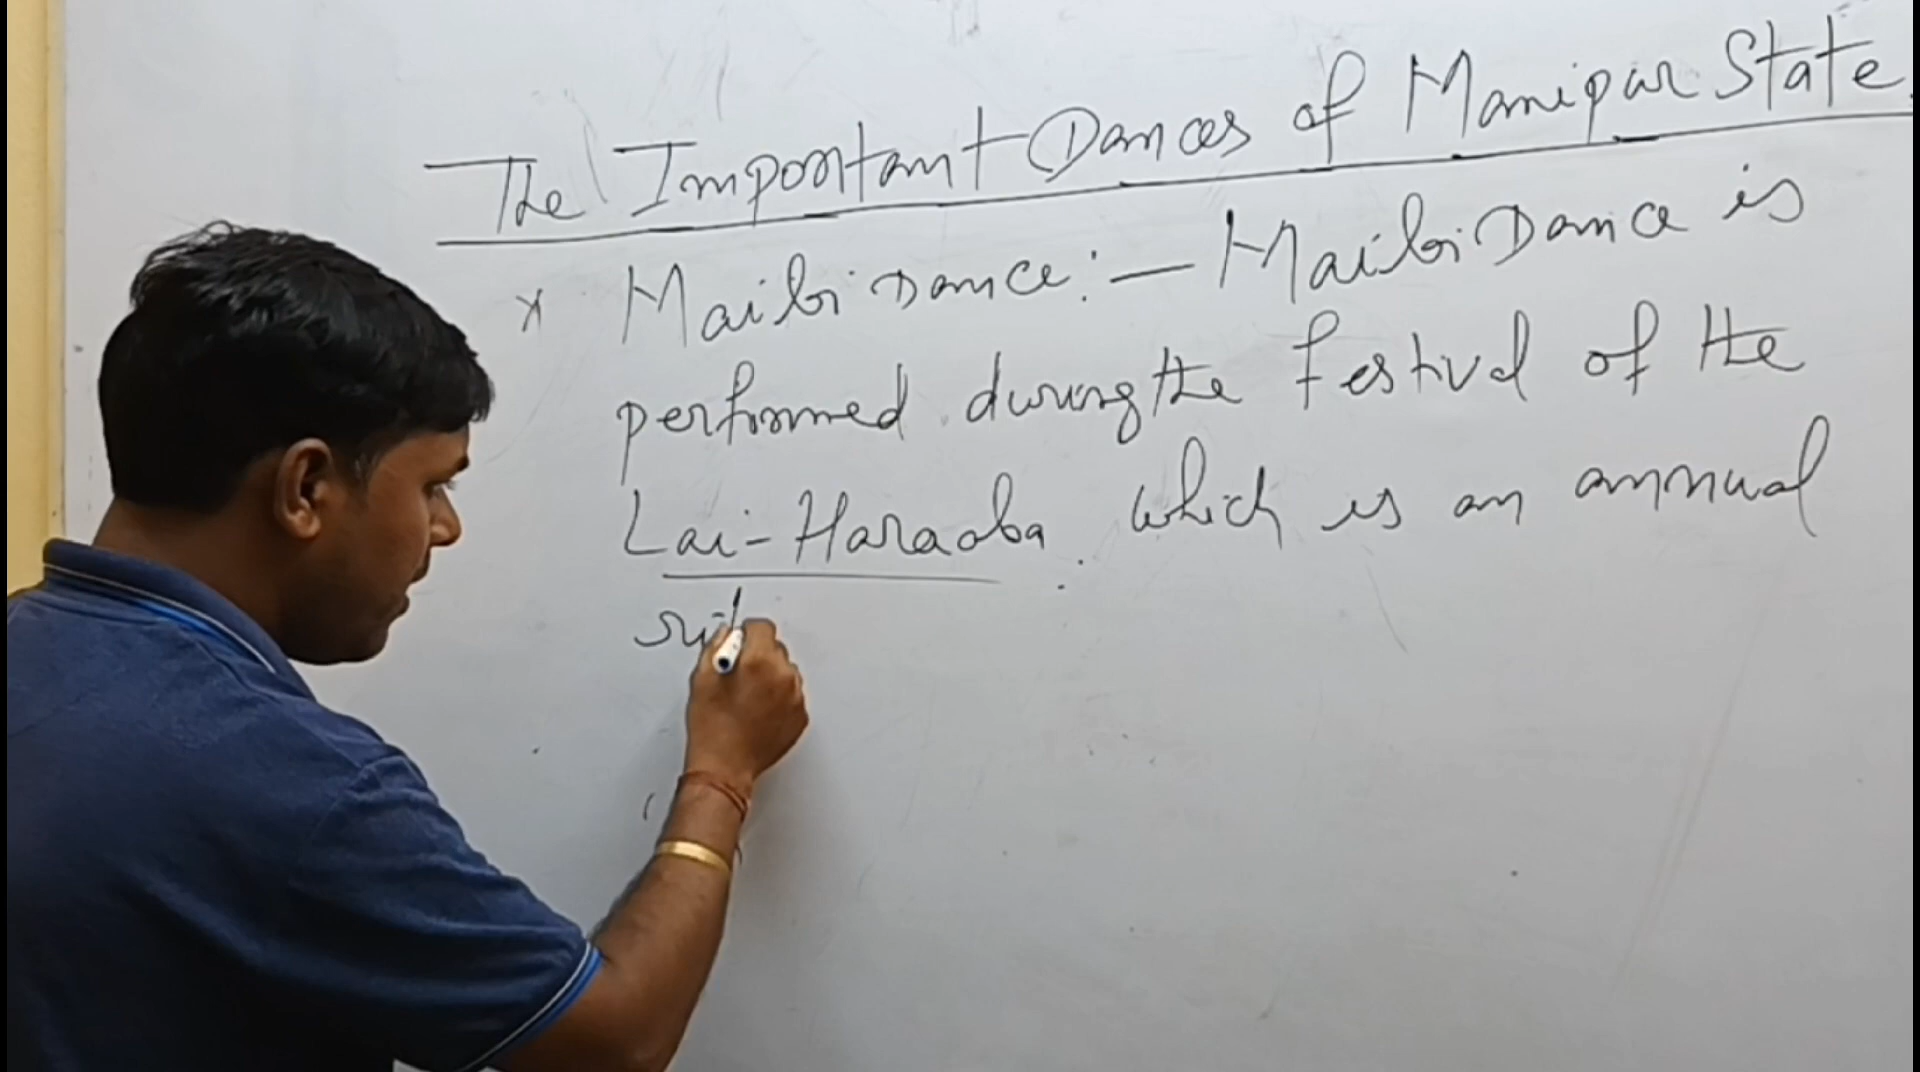 The Important Dances of Manipur State.
* Maibi Dance:- Maibi Dance is
performed during the festival of the
Lai-Haraoba which is an annual
rit